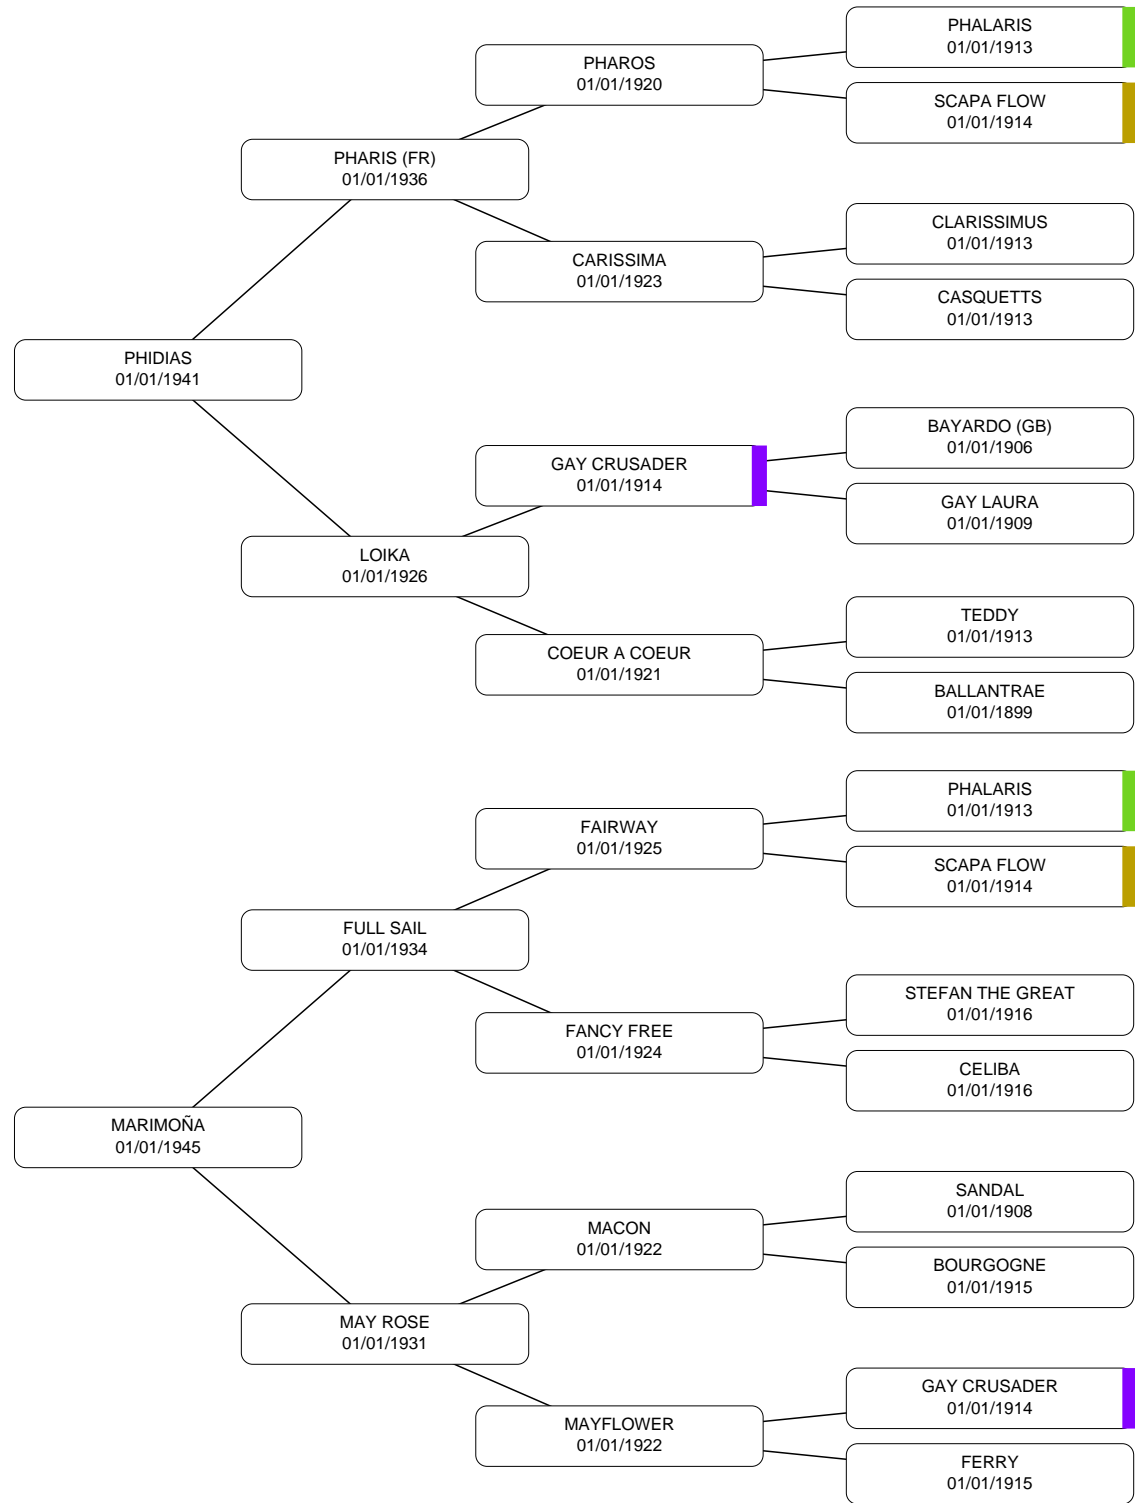 PHALARIS
01/01/1913
PHAROS
01/01/1920
SCAPA FLOW
01/01/1914
PHARIS (FR)
01/01/1936
CLARISSIMUS
01/01/1913
CARISSIMA
01/01/1923
CASQUETTS
01/01/1913
PHIDIAS
01/01/1941
BAYARDO (GB)
01/01/1906
GAY CRUSADER
01/01/1914
GAY LAURA
01/01/1909
LOIKA
01/01/1926
TEDDY
01/01/1913
COEUR A COEUR
01/01/1921
BALLANTRAE
01/01/1899
PHALARIS
01/01/1913
FAIRWAY
01/01/1925
SCAPA FLOW
01/01/1914
FULL SAIL
01/01/1934
STEFAN THE GREAT
01/01/1916
FANCY FREE
01/01/1924
CELIBA
01/01/1916
MARIMOÑA
01/01/1945
SANDAL
01/01/1908
MACON
01/01/1922
BOURGOGNE
01/01/1915
MAY ROSE
01/01/1931
GAY CRUSADER
01/01/1914
MAYFLOWER
01/01/1922
FERRY
01/01/1915